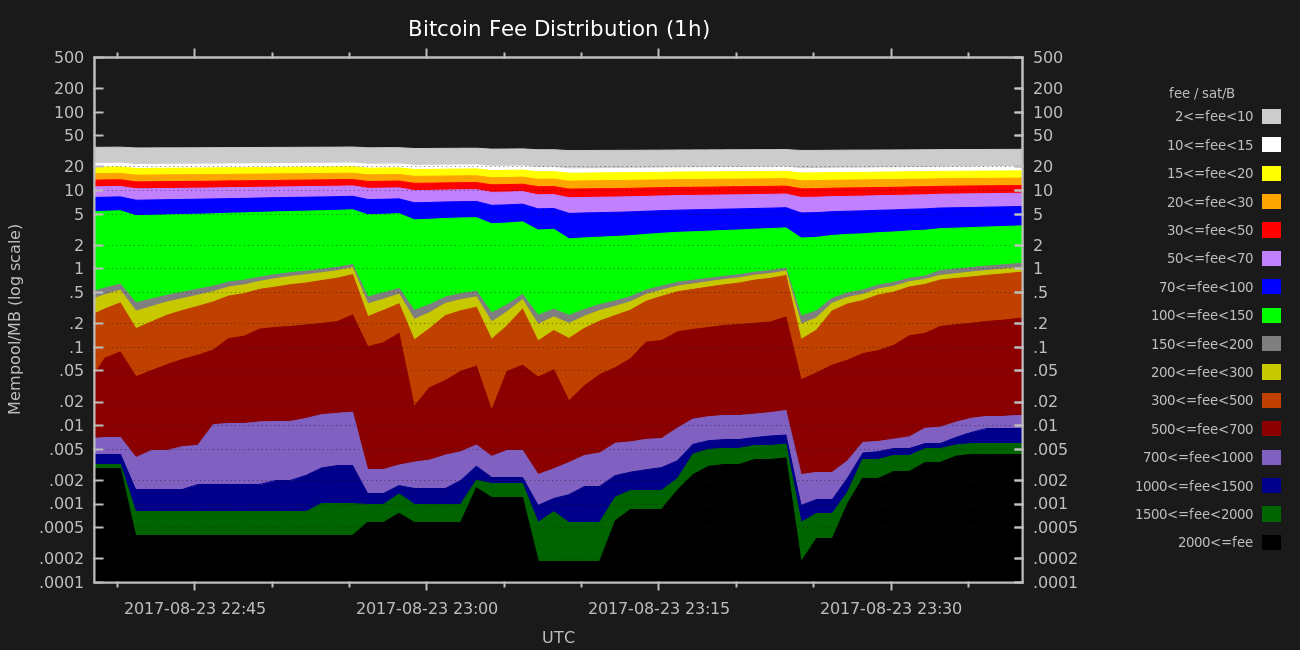 Bitcoin Fee Distribution (1h)
500
200
100
50
20
10
5
2
1
.5
.2
.1
.05
.02
.01
.005
.002
.001
.0005
.0002
.0001
Mempool/MB (log scale)
500
200
100
50
20
10
5
2
1
.5
.2
.1
.05
.02
.01
.005
.002
.001
.0005
.0002
.0001
2017-08-23 22:45
2017-08-23 23:00
2017-08-23 23:15
2017-08-23 23:30
UTC
fee / sat/B
2<=fee<10
10<=fee<15
15<=fee<20
20<=fee<30
30<=fee<50
50<=fee<70
70<=fee<100
100<=fee<150
150<=fee<200
200<=fee<300
300<=fee<500
500<=fee<700
700<=fee<1000
1000<=fee<1500
1500<=fee<2000
2000<=fee